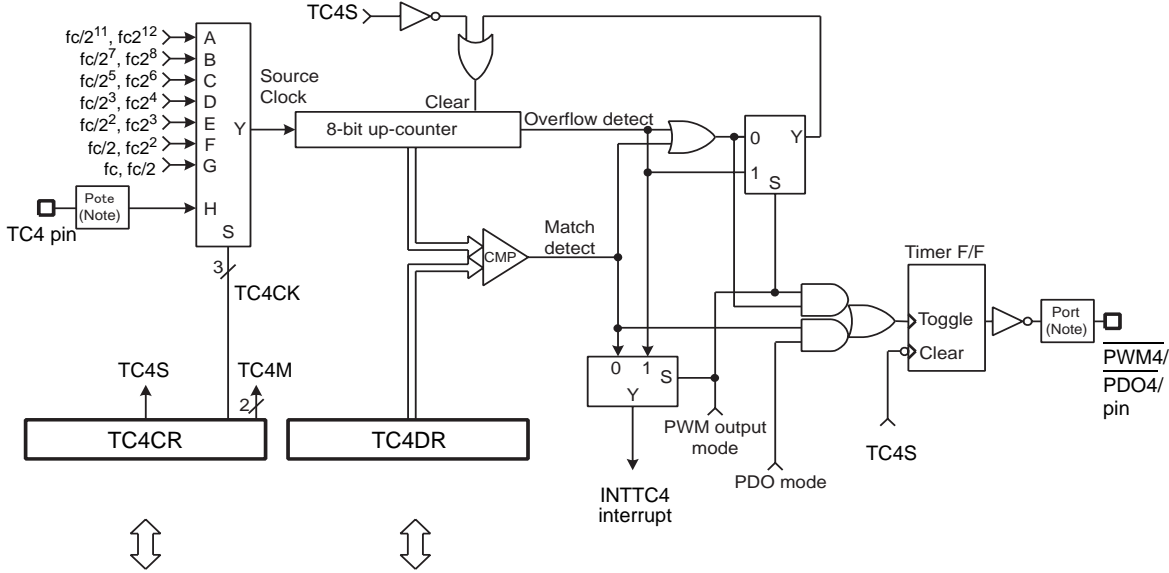 TC4S
fc/2¹¹, fc2¹²
fc/2⁷, fc2⁸
fc/2⁵, fc2⁶
fc/2³, fc2⁴
fc/2², fc2³
fc/2, fc2²
fc, fc/2
A
B
C
D
E
F
G
H
Y
S
Source
Clock
Clear
8-bit up-counter
Overflow detect
0
1
Y
S
Pote
(Note)
TC4 pin
3
TC4CK
CMP
Match
detect
Timer F/F
Toggle
Clear
Port
(Note)
PWM4/
PDO4/
pin
0 1
S
Y
TC4S
TC4M
2
TC4CR
TC4DR
PWM output
mode
PDO mode
TC4S
INTTC4
interrupt